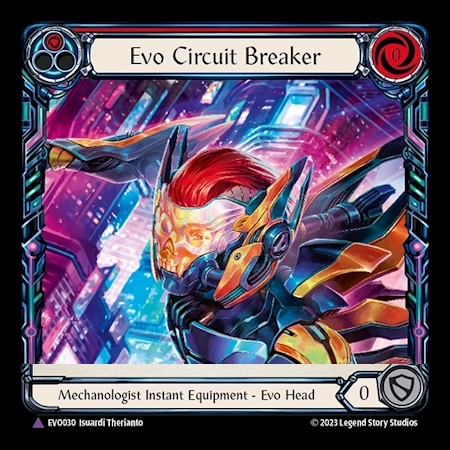 Evo Circuit Breaker
0
Mechanologist Instant Equipment - Evo Head
0
EVO030 Isuardi Therianto
© 2023 Legend Story Studios